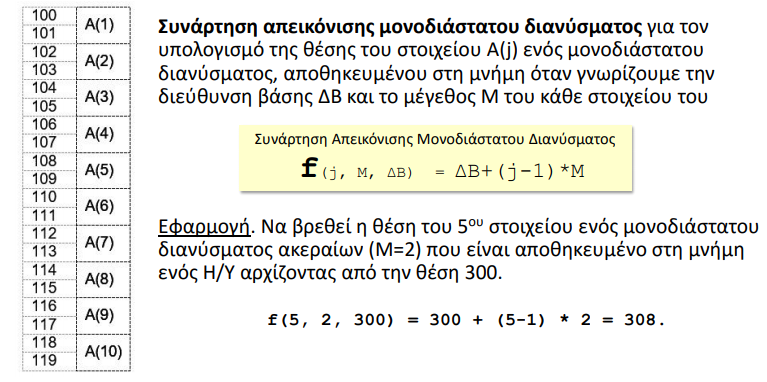 100
101
A(1)
102
103
A(2)
104
105
A(3)
106
107
A(4)
108
109
A(5)
110
111
A(6)
112
113
A(7)
114
115
A(8)
116
117
A(9)
118
119
A(10)
Συνάρτηση απεικόνισης μονοδιάστατου διανύσματος για τον
υπολογισμό της θέσης του στοιχείου Α(j) ενός μονοδιάστατου
διανύσματος, αποθηκευμένου στη μνήμη όταν γνωρίζουμε την
διεύθυνση βάσης ΔΒ και το μέγεθος Μ του κάθε στοιχείου του
Συνάρτηση Απεικόνισης Μονοδιάστατου Διανύσματος
f(j, M, ΔB) = ΔB+(j-1)*M
Εφαρμογή. Να βρεθεί η θέση του 5ου στοιχείου ενός μονοδιάστατου
διανύσματος ακεραίων (Μ=2) που είναι αποθηκευμένο στη μνήμη
ενός Η/Υ αρχίζοντας από την θέση 300.
f(5, 2, 300) = 300 + (5-1) * 2 = 308.